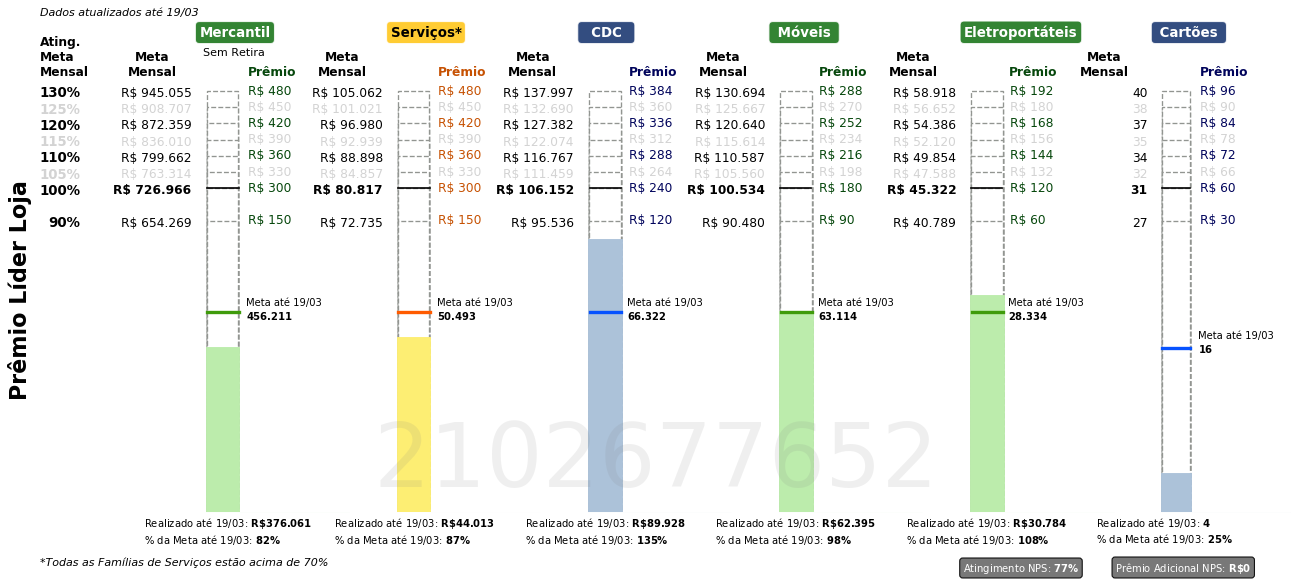 Dados atualizados até 19/03
Mercantil Serviços* CDC Móveis Eletroportáteis Cartões
Sem Retira
Ating. Meta Mensal
Meta Mensal Prêmio Meta Mensal Prêmio Meta Mensal Prêmio Meta Mensal Prêmio Meta Mensal Prêmio Meta Mensal Prêmio
130% R$ 945.055 R$ 480 R$ 105.062 R$ 480 R$ 137.997 R$ 384 R$ 130.694 R$ 288 R$ 58.918 R$ 192 40 R$ 96
125% R$ 908.707 R$ 450 R$ 101.021 R$ 450 R$ 132.690 R$ 360 R$ 125.667 R$ 270 R$ 56.652 R$ 180 38 R$ 90
120% R$ 872.359 R$ 420 R$ 96.980 R$ 420 R$ 127.382 R$ 336 R$ 120.640 R$ 252 R$ 54.386 R$ 168 37 R$ 84
115% R$ 836.010 R$ 390 R$ 92.939 R$ 390 R$ 122.074 R$ 312 R$ 115.614 R$ 234 R$ 52.120 R$ 156 35 R$ 78
110% R$ 799.662 R$ 360 R$ 88.898 R$ 360 R$ 116.767 R$ 288 R$ 110.587 R$ 216 R$ 49.854 R$ 144 34 R$ 72
105% R$ 763.314 R$ 330 R$ 84.857 R$ 330 R$ 111.459 R$ 264 R$ 105.560 R$ 198 R$ 47.588 R$ 132 32 R$ 66
100% R$ 726.966 R$ 300 R$ 80.817 R$ 300 R$ 106.152 R$ 240 R$ 100.534 R$ 180 R$ 45.322 R$ 120 31 R$ 60
90% R$ 654.269 R$ 150 R$ 72.735 R$ 150 R$ 95.536 R$ 120 R$ 90.480 R$ 90 R$ 40.789 R$ 60 27 R$ 30
Prêmio Líder Loja
Meta até 19/03 Meta até 19/03 Meta até 19/03 Meta até 19/03 Meta até 19/03
456.211 50.493 66.322 63.114 28.334
Meta até 19/03
16
2102677652
Realizado até 19/03: R$376.061 Realizado até 19/03: R$44.013 Realizado até 19/03: R$89.928 Realizado até 19/03: R$62.395 Realizado até 19/03: R$30.784 Realizado até 19/03: 4
% da Meta até 19/03: 82% % da Meta até 19/03: 87% % da Meta até 19/03: 135% % da Meta até 19/03: 98% % da Meta até 19/03: 108% % da Meta até 19/03: 25%
*Todas as Famílias de Serviços estão acima de 70%
Atingimento NPS: 77% Prêmio Adicional NPS: R$0